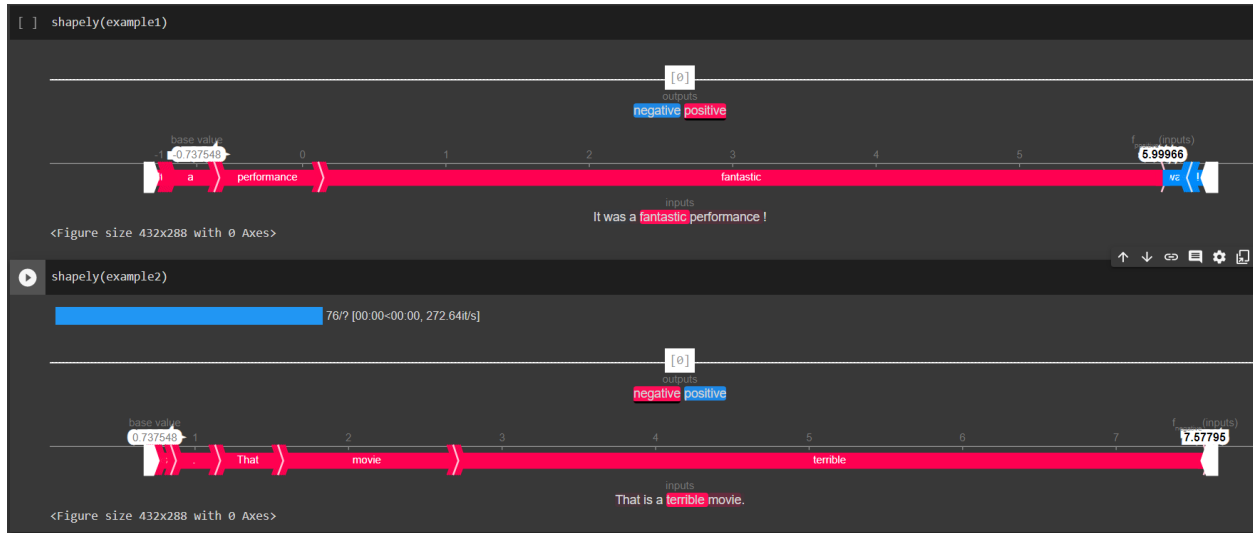 [ ] shapely(example1)
[0]
outputs
negative positive
base value
(inputs)
-1 0 1 2 3 4 5
-0.737548
5.99966
a performance fantastic
inputs
It was a fantastic performance !
<Figure size 432x288 with 0 Axes>
shapely(example2)
76/? [00:00<00:00, 272.64it/s]
[0]
outputs
negative positive
base value
(inputs)
1 2 3 4 5 6 7
0.737548
7.57795
. That movie terrible
inputs
That is a terrible movie.
<Figure size 432x288 with 0 Axes>